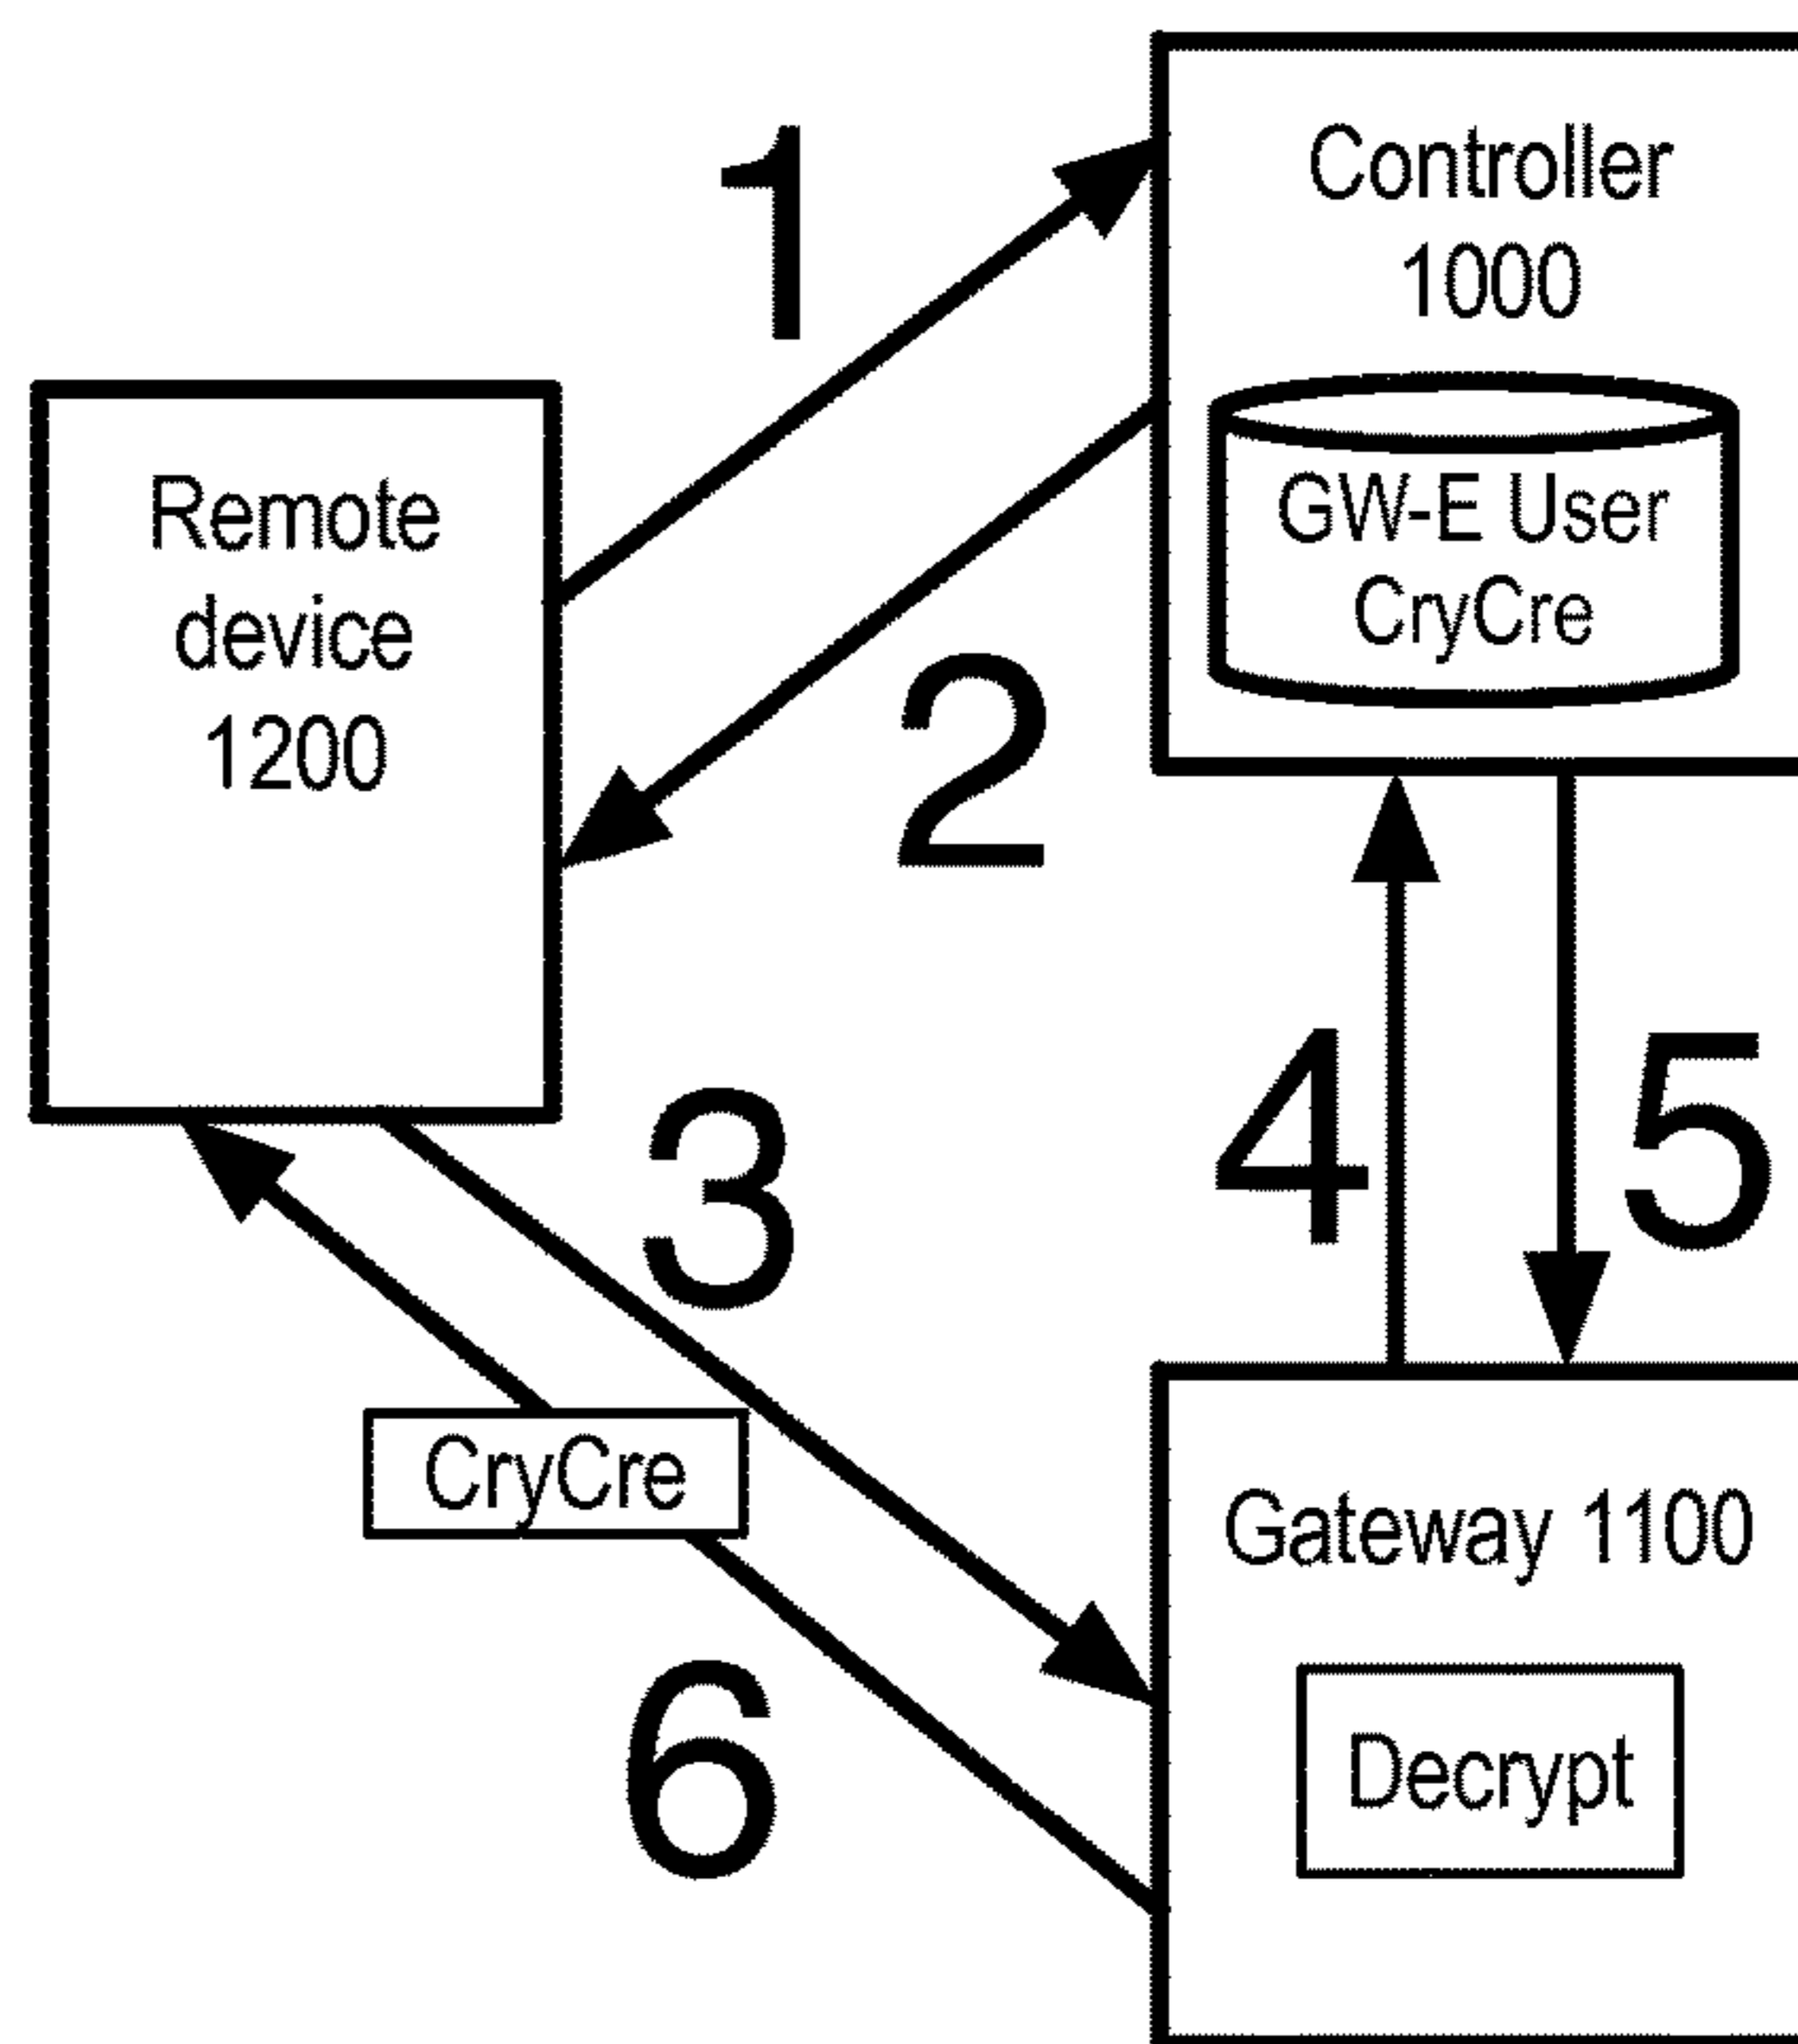 1
Controller
1000
GW-E User
CryCre
Remote
device
1200
2
3
4
5
CryCre
Gateway 1100
Decrypt
6